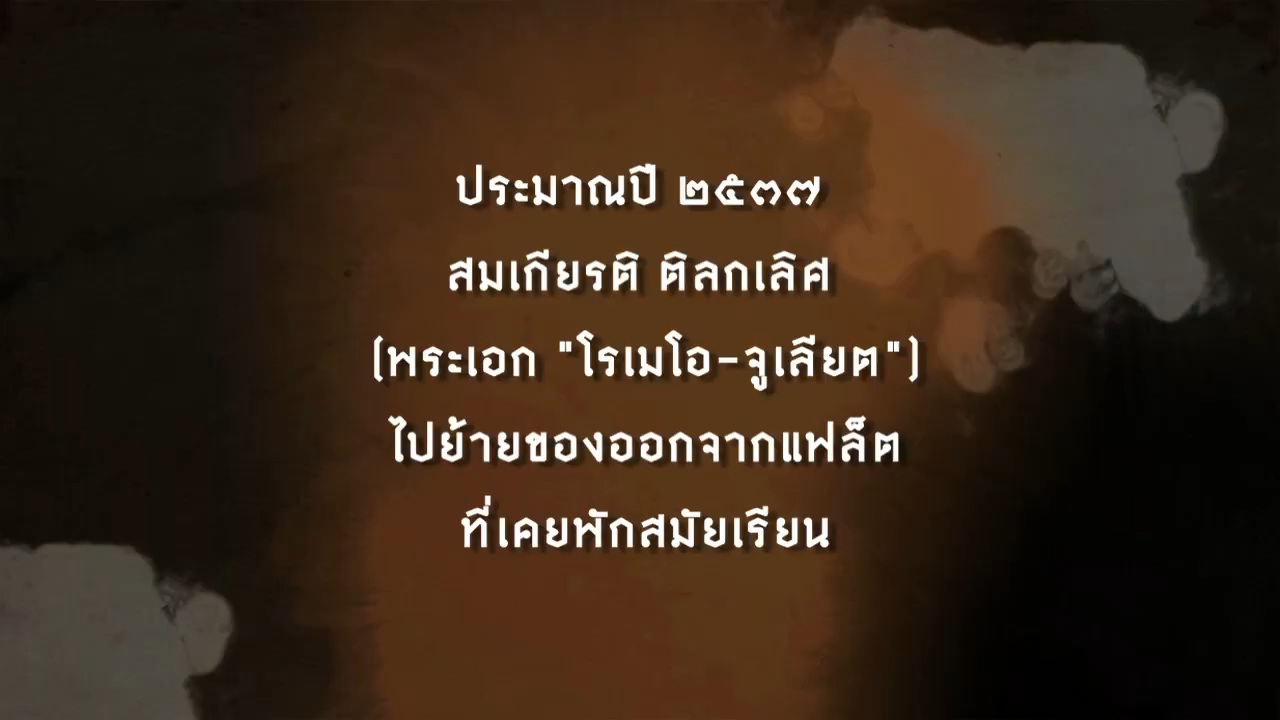 ประมาณปี ๒๕๓๗
สมเกียรติ ติลกเลิศ
(พระเอก "โรเมโอ-จูเลียต")
ไปย้ายของออกจากแฟล็ต
ที่เคยพักสมัยเรียน